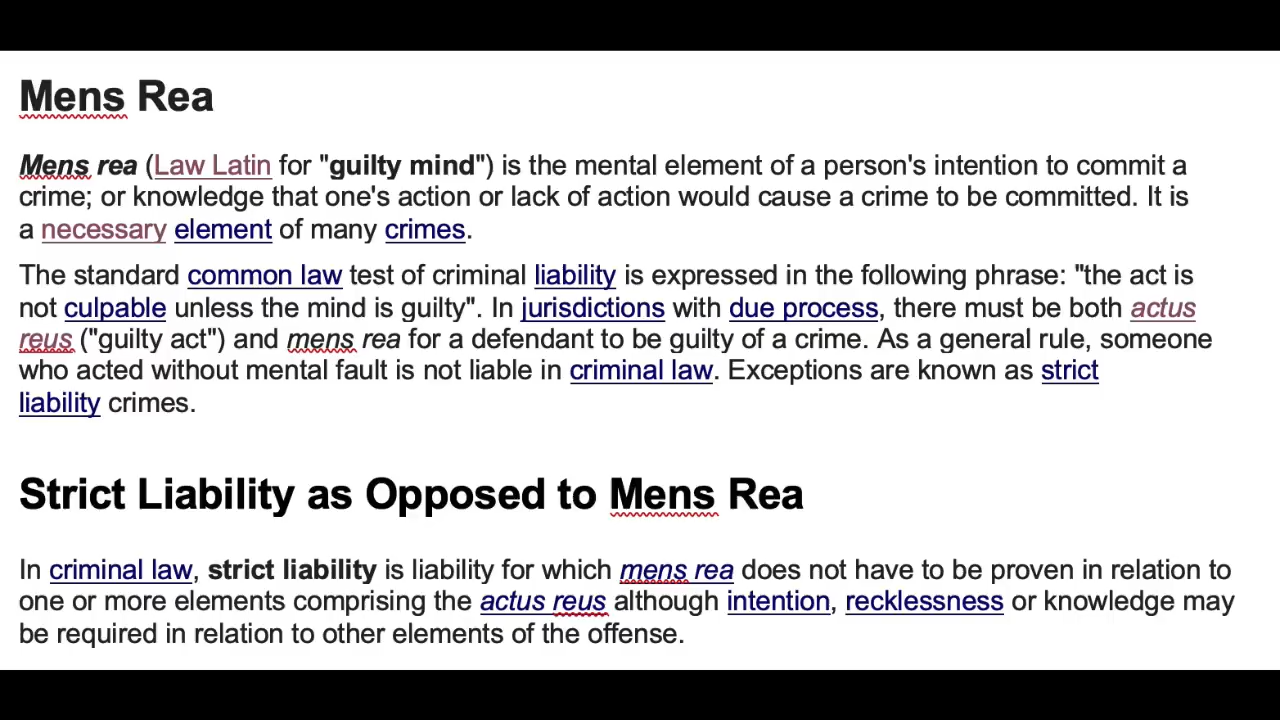 Mens Rea
Mens rea (Law Latin for "guilty mind") is the mental element of a person's intention to commit a
crime; or knowledge that one's action or lack of action would cause a crime to be committed. It is
a necessary element of many crimes.
The standard common law test of criminal liability is expressed in the following phrase: "the act is
not culpable unless the mind is guilty". In jurisdictions with due process, there must be both actus
reus ("guilty act") and mens rea for a defendant to be guilty of a crime. As a general rule, someone
who acted without mental fault is not liable in criminal law. Exceptions are known as strict
liability crimes.
Strict Liability as Opposed to Mens Rea
In criminal law, strict liability is liability for which mens rea does not have to be proven in relation to
one or more elements comprising the actus reus although intention, recklessness or knowledge may
be required in relation to other elements of the offense.